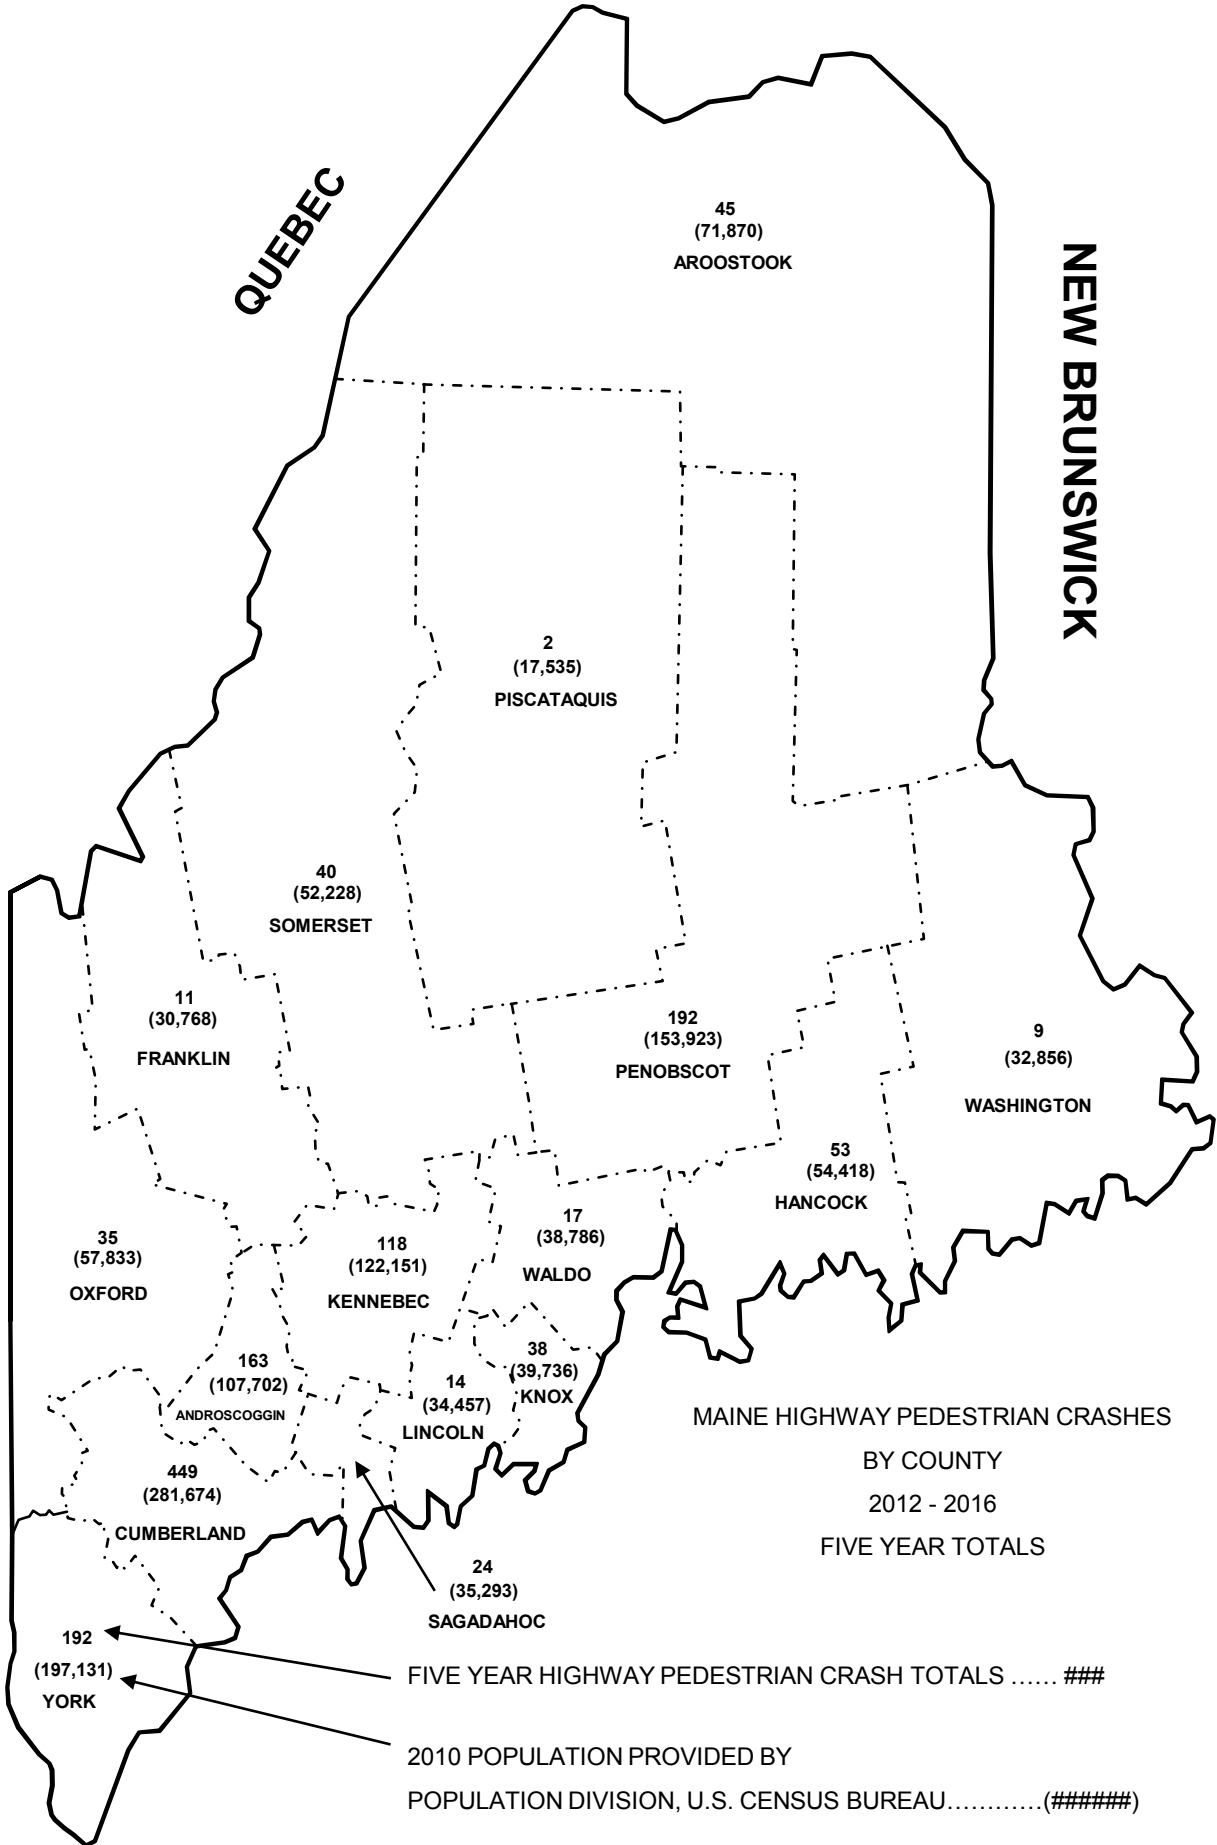 QUEBEC
NEW BRUNSWICK
45
(71,870)
AROOSTOOK
2
(17,535)
PISCATAQUIS
40
(52,228)
SOMERSET
11
(30,768)
FRANKLIN
192
(153,923)
PENOBSCOT
9
(32,856)
WASHINGTON
53
(54,418)
HANCOCK
35
(57,833)
OXFORD
118
(122,151)
KENNEBEC
17
(38,786)
WALDO
163
(107,702)
ANDROSCOGGIN
14
(34,457)
LINCOLN
38
(39,736)
KNOX
449
(281,674)
CUMBERLAND
24
(35,293)
SAGADAHOC
192
(197,131)
YORK
MAINE HIGHWAY PEDESTRIAN CRASHES
BY COUNTY
2012 - 2016
FIVE YEAR TOTALS
FIVE YEAR HIGHWAY PEDESTRIAN CRASH TOTALS ...... ###
2010 POPULATION PROVIDED BY
POPULATION DIVISION, U.S. CENSUS BUREAU............(######)